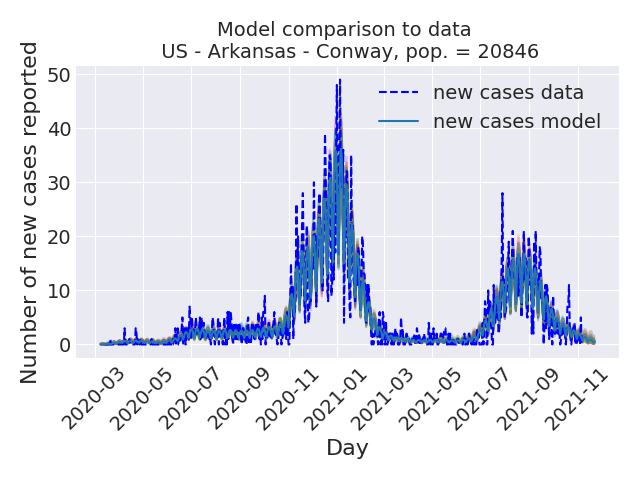 Model comparison to data
US - Arkansas - Conway, pop. = 20846
Number of new cases reported
50
40
30
20
10
0
new cases data
new cases model
2020-03
2020-05
2020-07
2020-09
2020-11
2021-01
2021-03
2021-05
2021-07
2021-09
2021-11
Day